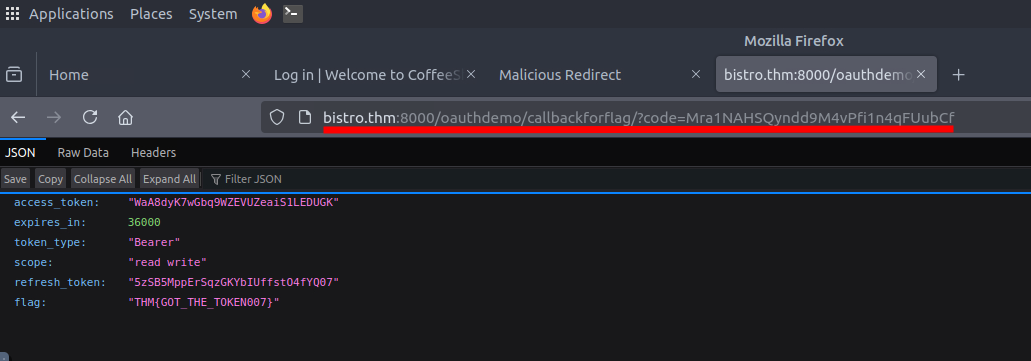 Applications Places System
Mozilla Firefox
Home Log in | Welcome to CoffeeS Malicious Redirect bistro.thm:8000/oauthdemo
bistro.thm:8000/oauthdemo/callbackforflag/?code=Mra1NAHSQyndd9M4vPfi1n4qFUubCf
JSON Raw Data Headers
Save Copy Collapse All Expand All Filter JSON
access_token: "WaA8dyK7wGbq9WZEVUZeaiS1LEDUGK"
expires_in: 36000
token_type: "Bearer"
scope: "read write"
refresh_token: "5zSB5MppErSqzGKYbIUffstO4fYQ07"
flag: "THM{GOT_THE_TOKEN007}"